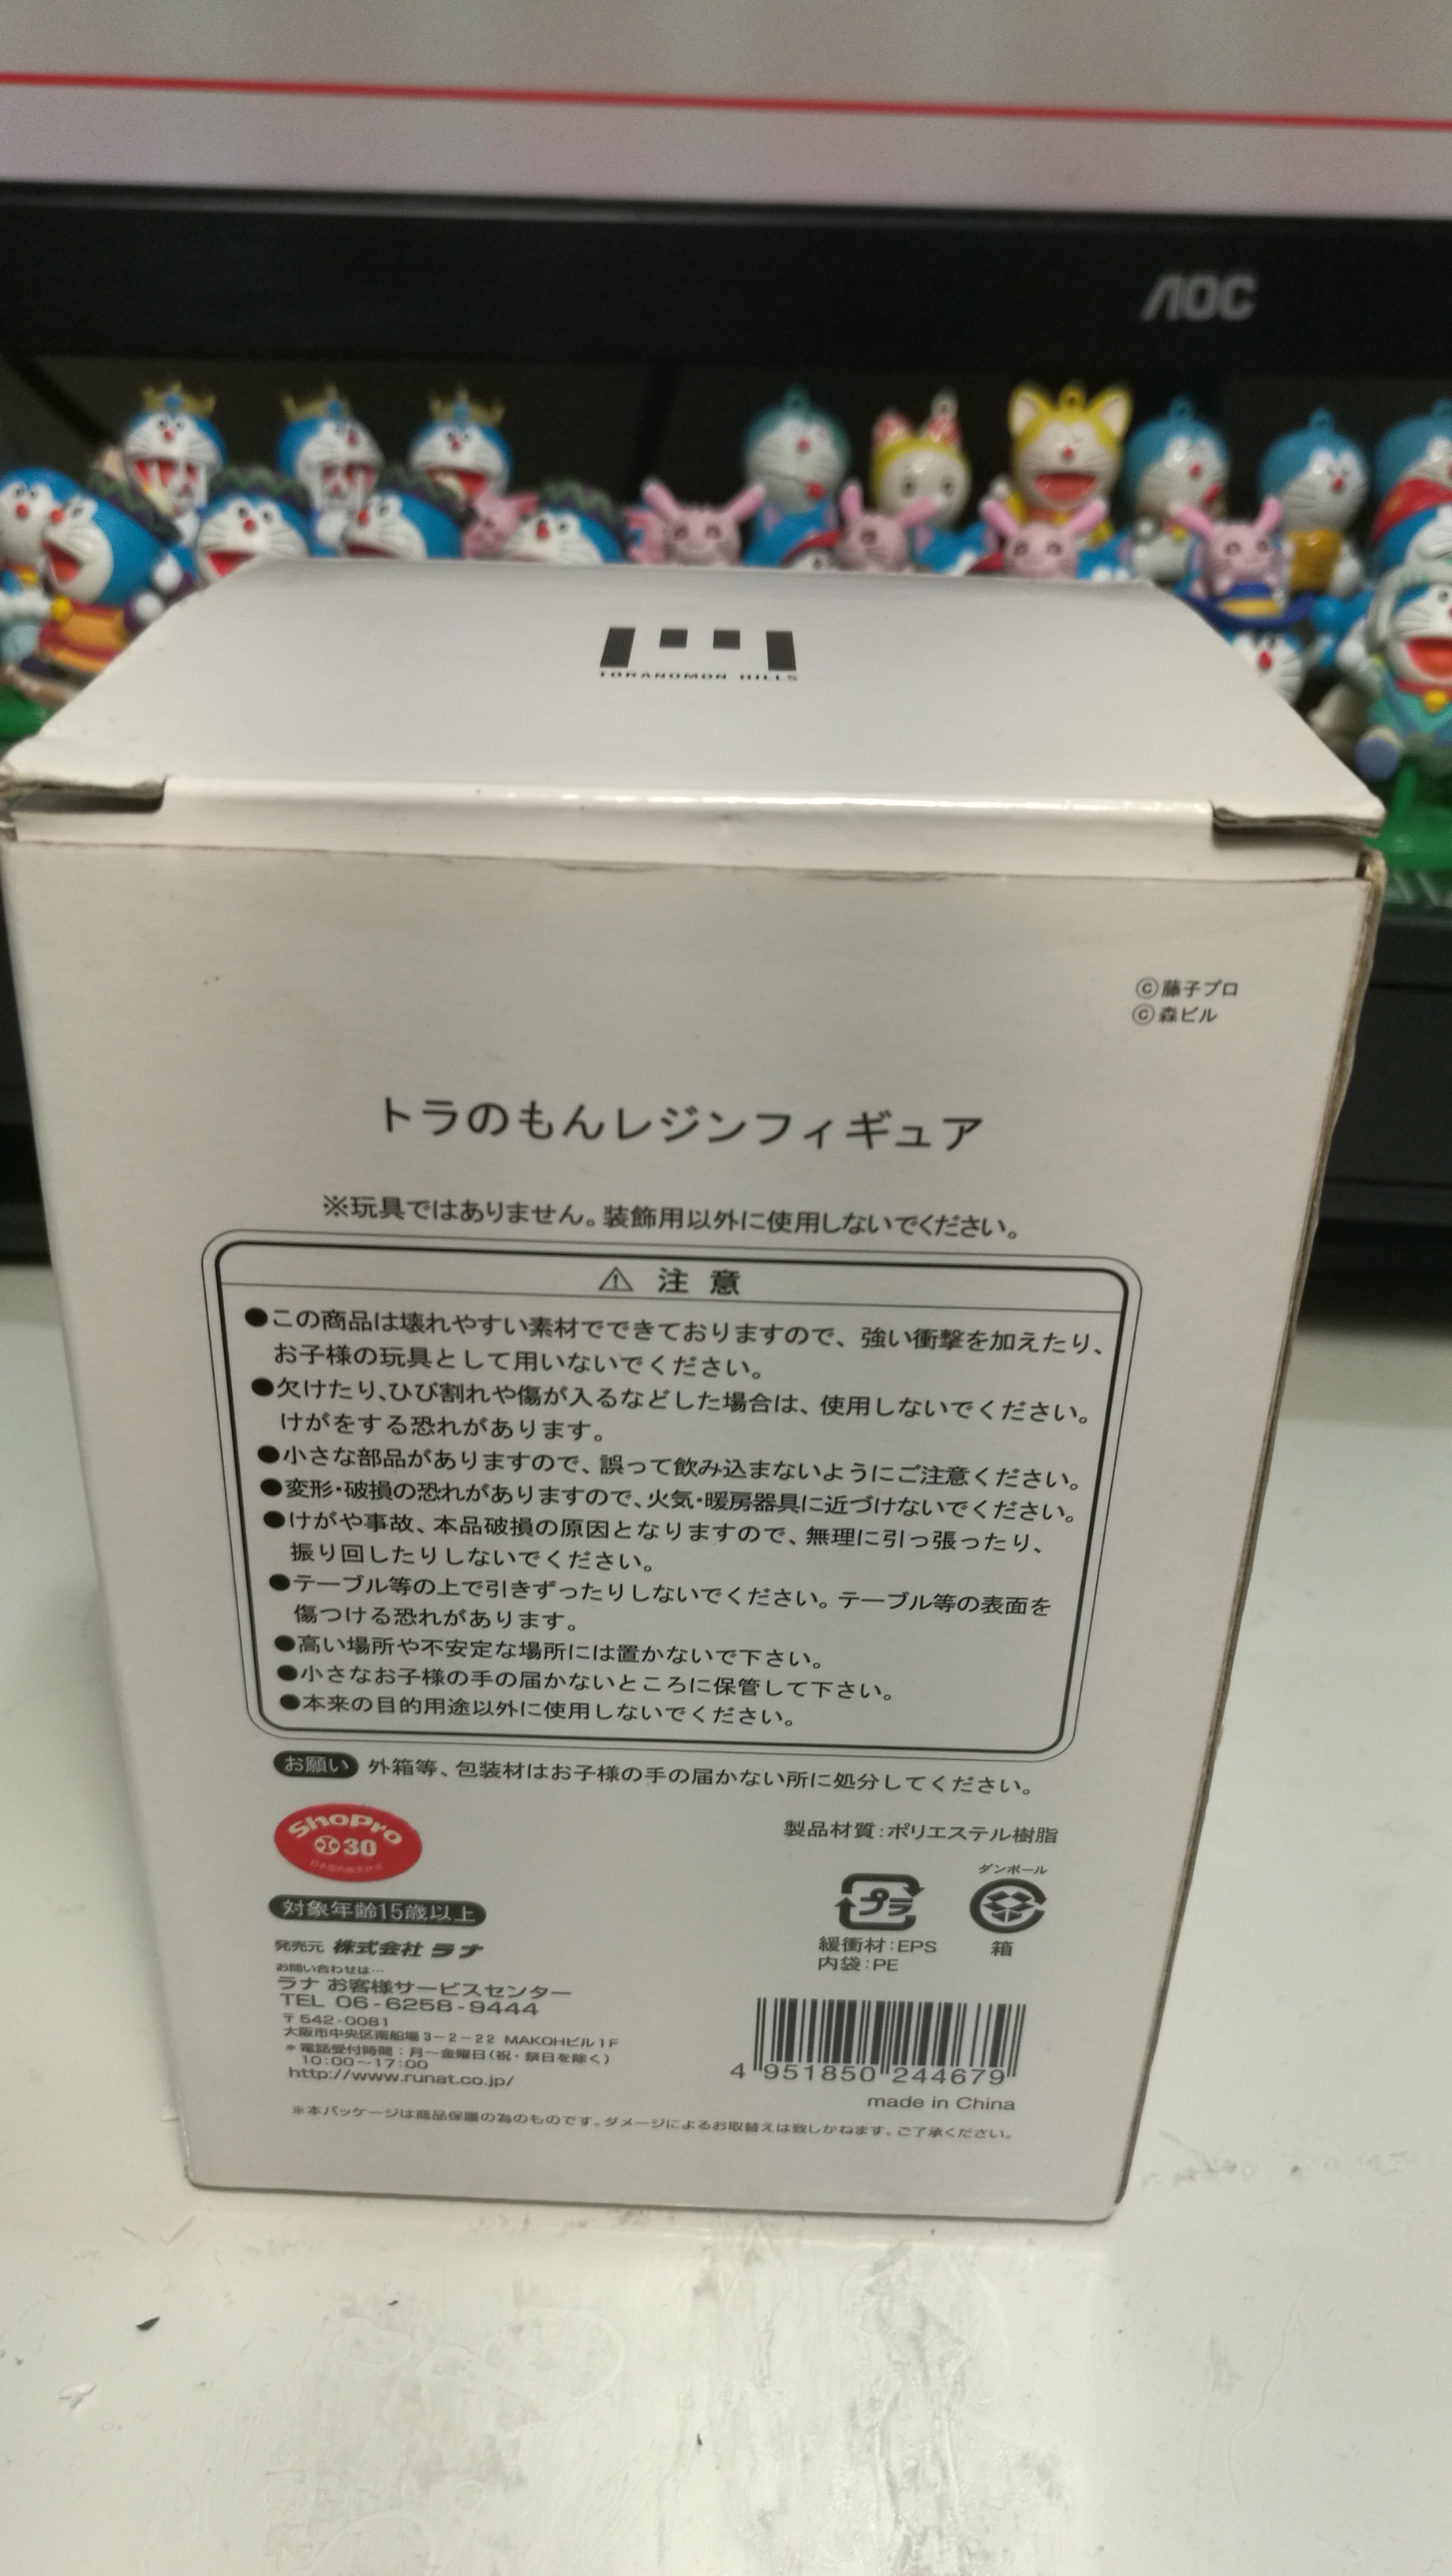 AOC
TORANOMON HILLS
©藤子プロ
©森ビル
トラのもんレジンフィギュア
※玩具ではありません。装飾用以外に使用しないでください。
⚠ 注意
●この商品は壊れやすい素材でできておりますので、強い衝撃を加えたり、
お子様の玩具として用いないでください。
●欠けたり、ひび割れや傷が入るなどした場合は、使用しないでください。
けがをする恐れがあります。
●小さな部品がありますので、誤って飲み込まないようにご注意ください。
●変形・破損の恐れがありますので、火気・暖房器具に近づけないでください。
●けがや事故、本品破損の原因となりますので、無理に引っ張ったり、
振り回したりしないでください。
●テーブル等の上で引きずったりしないでください。テーブル等の表面を
傷つける恐れがあります。
●高い場所や不安定な場所には置かないで下さい。
●小さなお子様の手の届かないところに保管して下さい。
●本来の目的用途以外に使用しないでください。
お願い 外箱等、包装材はお子様の手の届かない所に処分してください。
ShoPro
30
対象年齢15歳以上
発売元 株式会社 ラナ
お問い合わせは…
ラナ お客様サービスセンター
TEL 06-6258-9444
〒542-0081
大阪市中央区南船場3-2-22 MAKOHビル1F
*電話受付時間：月～金曜日(祝・祭日を除く)
10:00～17:00
http://www.runat.co.jp/
製品材質：ポリエステル樹脂
プラ
緩衝材：EPS
内袋：PE
ダンボール
箱
4 951850 244679
made in China
※本パッケージは商品保護の為のものです。ダメージによるお取替えは致しかねます。ご了承ください。